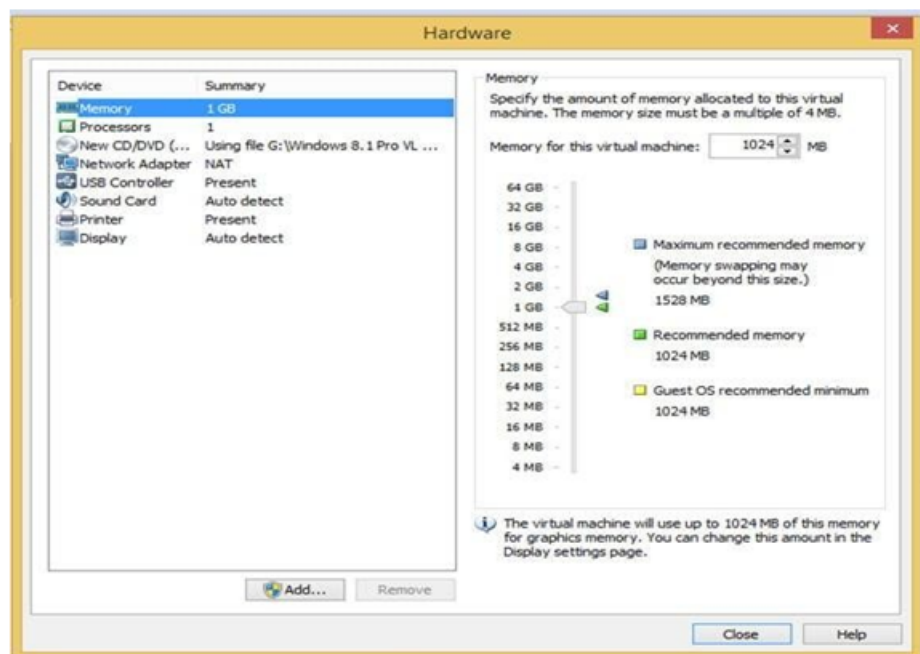 Hardware
Device Summary
Memory 1 GB
Processors 1
New CD/DVD (... Using file G:\Windows 8.1 Pro VL ...
Network Adapter NAT
USB Controller Present
Sound Card Auto detect
Printer Present
Display Auto detect
Add...
Remove
Memory
Specify the amount of memory allocated to this virtual
machine. The memory size must be a multiple of 4 MB.
Memory for this virtual machine: 1024 MB
64 GB
32 GB
16 GB
8 GB
4 GB
2 GB
1 GB
512 MB
256 MB
128 MB
64 MB
32 MB
16 MB
8 MB
4 MB
Maximum recommended memory
(Memory swapping may
occur beyond this size.)
1528 MB
Recommended memory
1024 MB
Guest OS recommended minimum
1024 MB
The virtual machine will use up to 1024 MB of this memory
for graphics memory. You can change this amount in the
Display settings page.
Close
Help